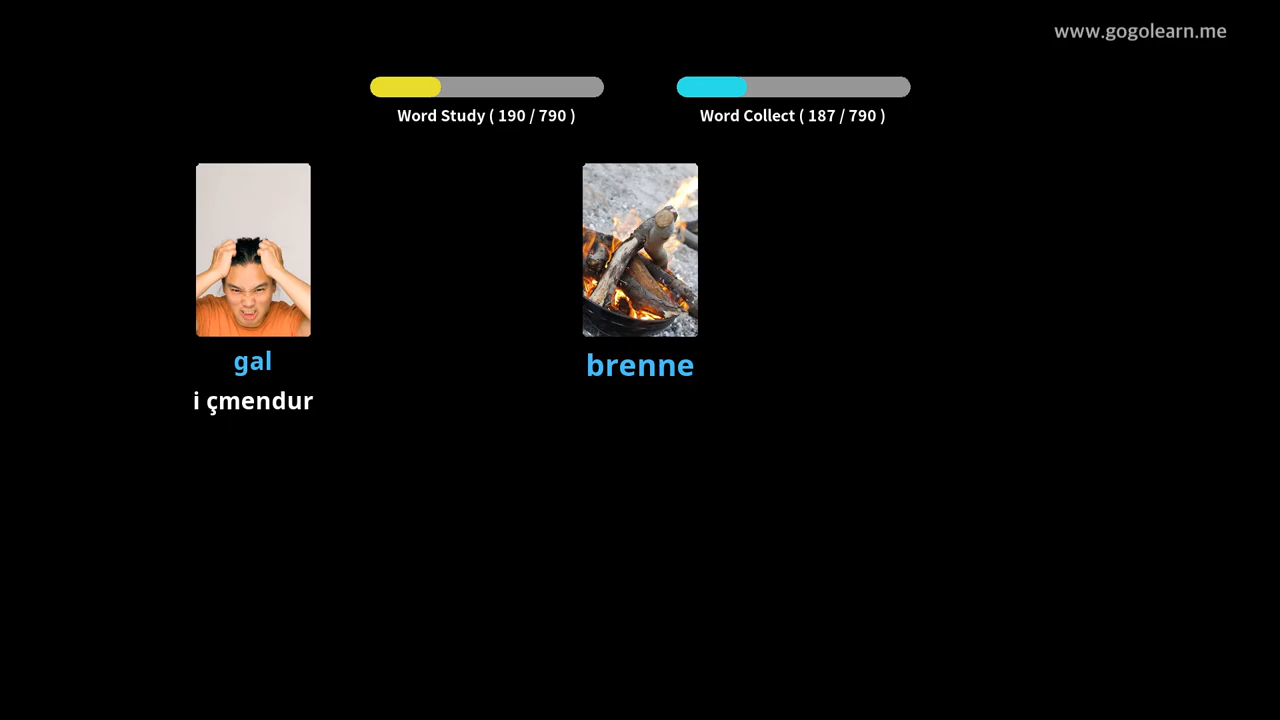 www.gogolearn.me
Word Study ( 190 / 790 )
Word Collect ( 187 / 790 )
gal
brenne
i çmendur